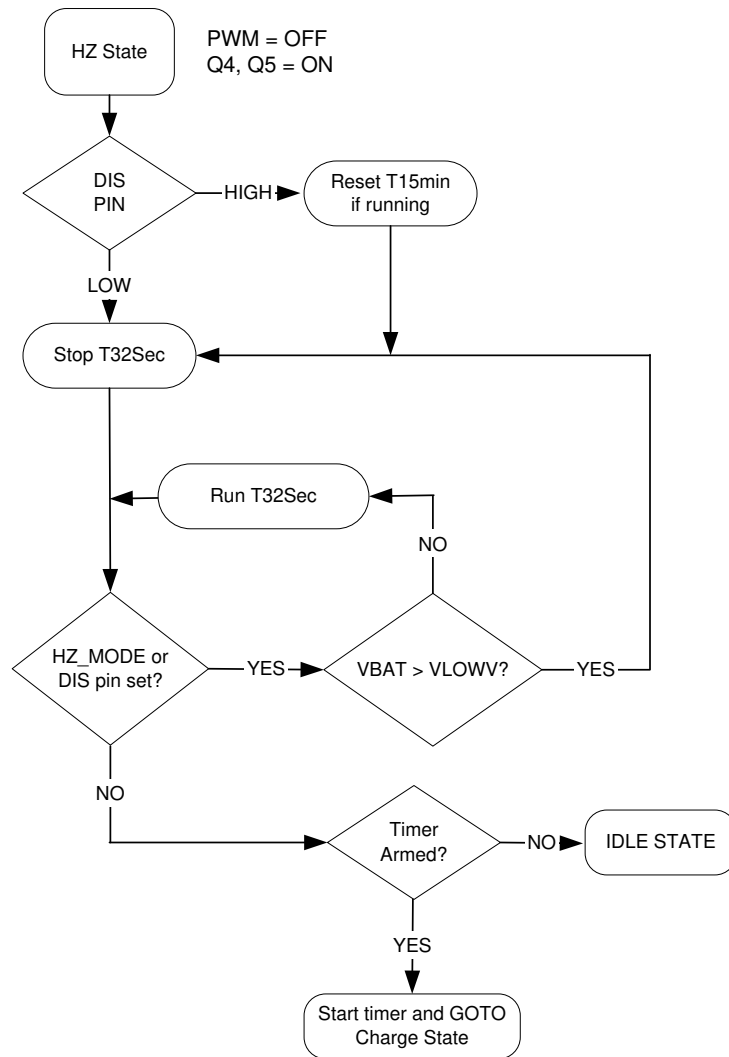 HZ State
PWM = OFF
Q4, Q5 = ON
DIS
PIN
HIGH
Reset T15min
if running
LOW
Stop T32Sec
Run T32Sec
NO
HZ_MODE or
DIS pin set?
YES
VBAT > VLOWV?
YES
NO
Timer
Armed?
NO
IDLE STATE
YES
Start timer and GOTO
Charge State